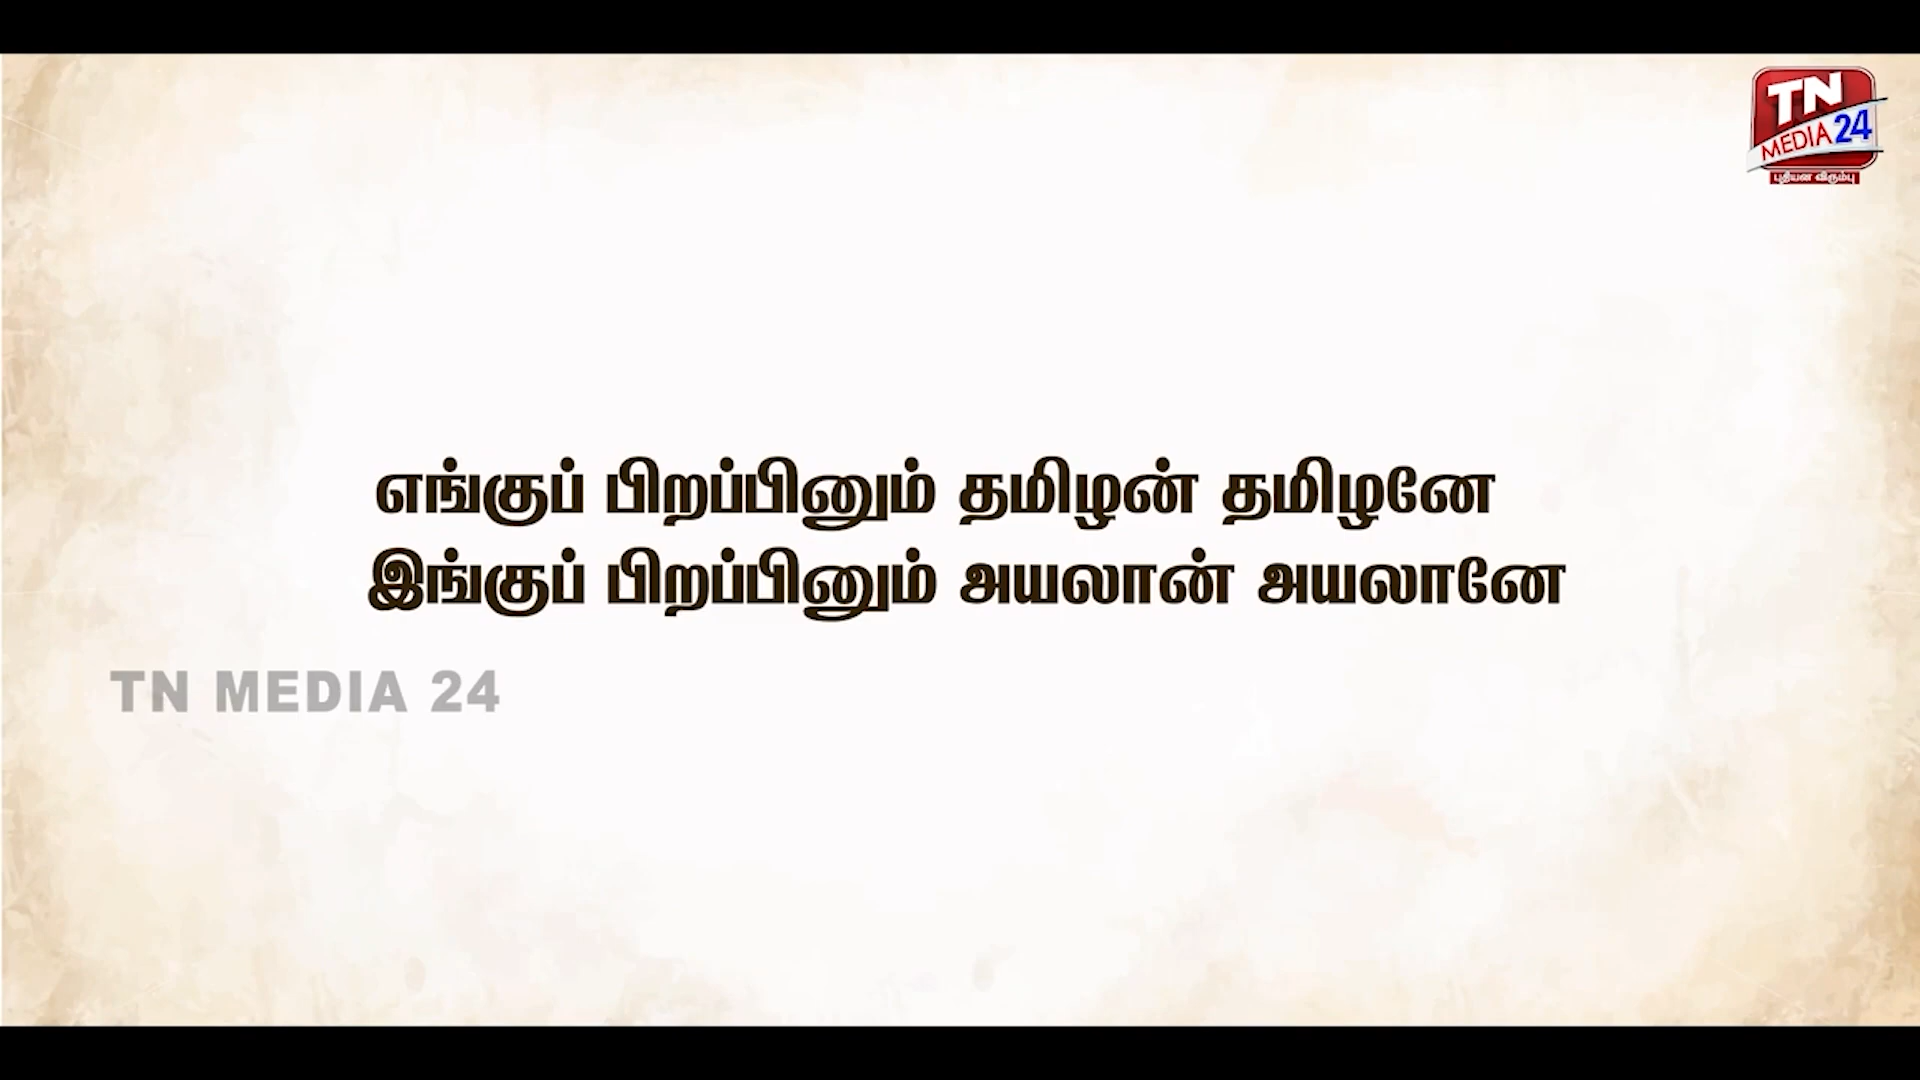 TN
MEDIA 24
புதியன விரும்பு
எங்குப் பிறப்பினும் தமிழன் தமிழனே
இங்குப் பிறப்பினும் அயலான் அயலானே
TN MEDIA 24